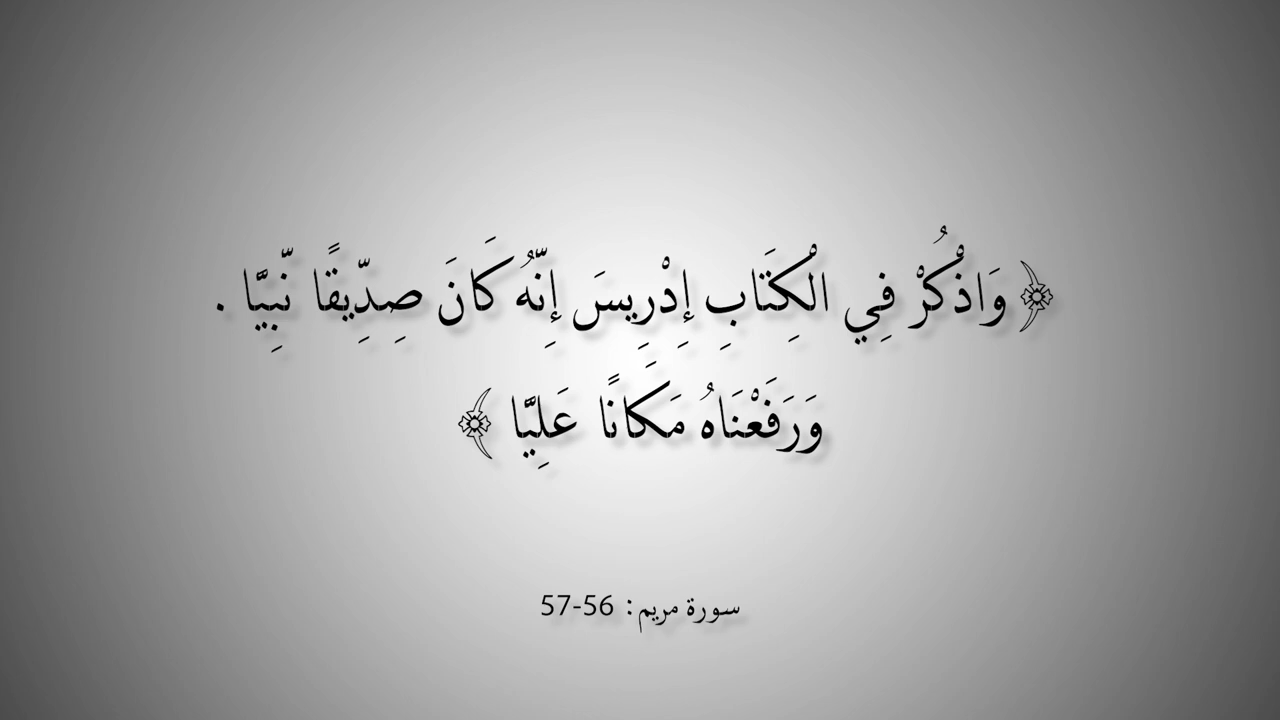 ﴿وَاذْكُرْ فِي الْكِتَابِ إِدْرِيسَ إِنَّهُ كَانَ صِدِّيقًا نَّبِيَّا .
وَرَفَعْنَاهُ مَكَانًا عَلِيَّا﴾
سورة مريم: 56-57